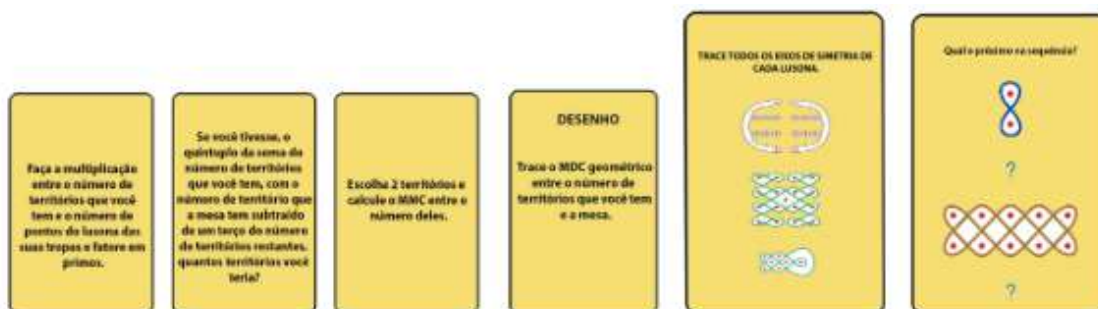 Faça a multiplicação
entre o número de
territórios que você
tem e o número de
pontos do lusona das
suas tropas e fatore em
primos.
Se você tivesse, o
quíntuplo da soma do
número de territórios
que você tem, com o
número de território que
a mesa tem subtraído
de um terço do número
de territórios restantes,
quantos territórios você
teria?
Escolha 2 territórios e
calcule o MMC entre o
número deles.
DESENHO
Trace o MDC geométrico
entre o número de
territórios que você tem
e a mesa.
TRACE TODOS OS EIXOS DE SIMETRIA DE
CADA LUSONA.
Qual o próximo na sequência?
?
?